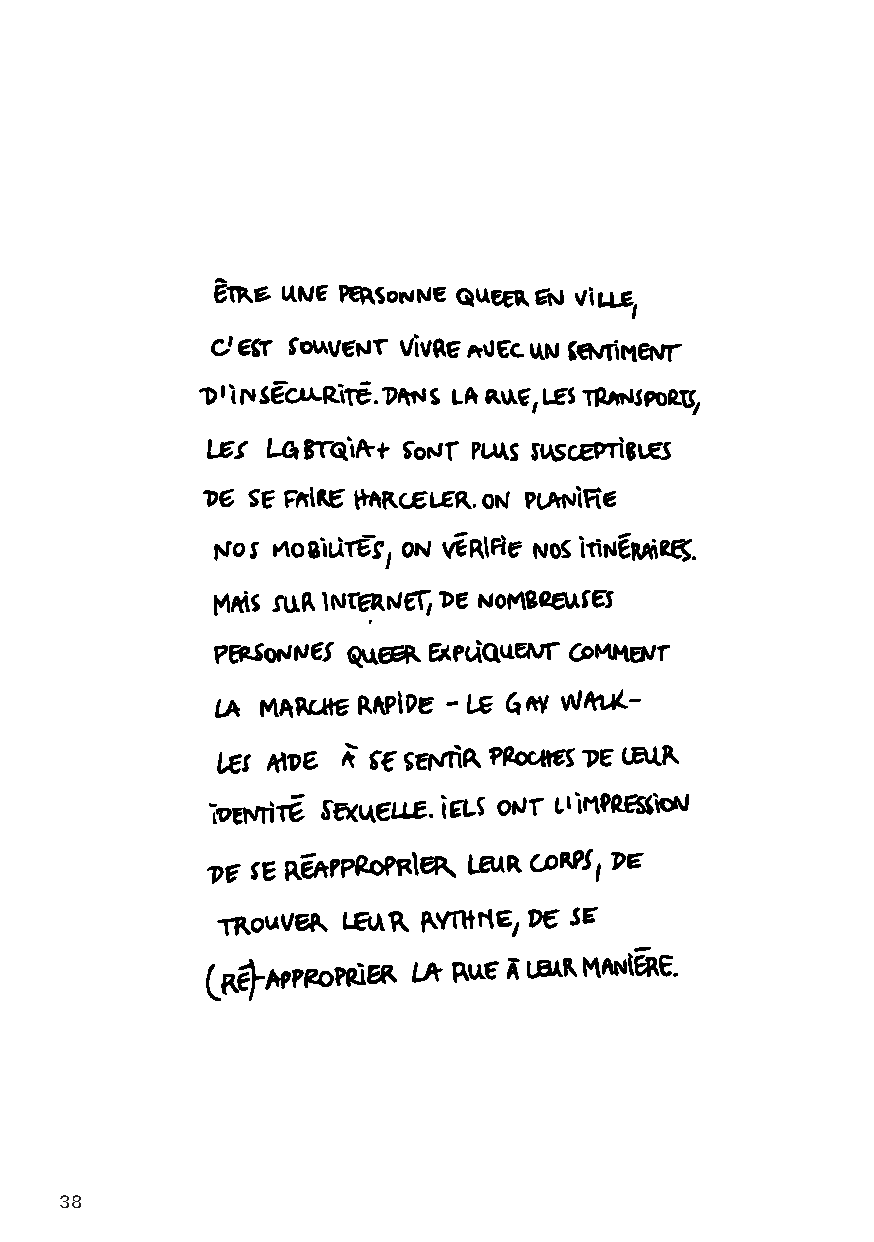 ÊTRE UNE PERSONNE QUEER EN VILLE,
C'EST SOUVENT VIVRE AVEC UN SENTIMENT
D'INSÉCURITÉ. DANS LA RUE, LES TRANSPORTS,
LES LGBTQIA+ SONT PLUS SUSCEPTIBLES
DE SE FAIRE HARCELER. ON PLANIFIE
NOS MOBILITÉS, ON VÉRIFIE NOS ITINÉRAIRES.
MAIS SUR INTERNET, DE NOMBREUSES
PERSONNES QUEER EXPLIQUENT COMMENT
LA MARCHE RAPIDE - LE GAY WALK-
LES AIDE À SE SENTIR PROCHES DE LEUR
IDENTITÉ SEXUELLE. IELS ONT L'IMPRESSION
DE SE RÉAPPROPRIER LEUR CORPS, DE
TROUVER LEUR RYTHME, DE SE
(RÉ)-APPROPRIER LA RUE À LEUR MANIÈRE.
38